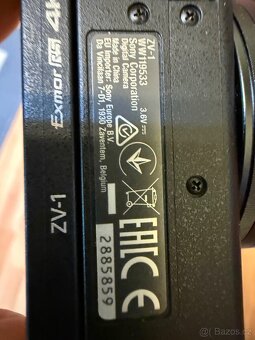 Exmor RS 4K
ZV-1
ZV-1
WW119533
Sony Corporation
Digital Camera
Made in China
EU Importer: Sony Europe B.V.
Da Vincilaan 7-D1, 1930 Zaventem, Belgium
3.6V
EAC CE
2885859
Sbazoš.cz